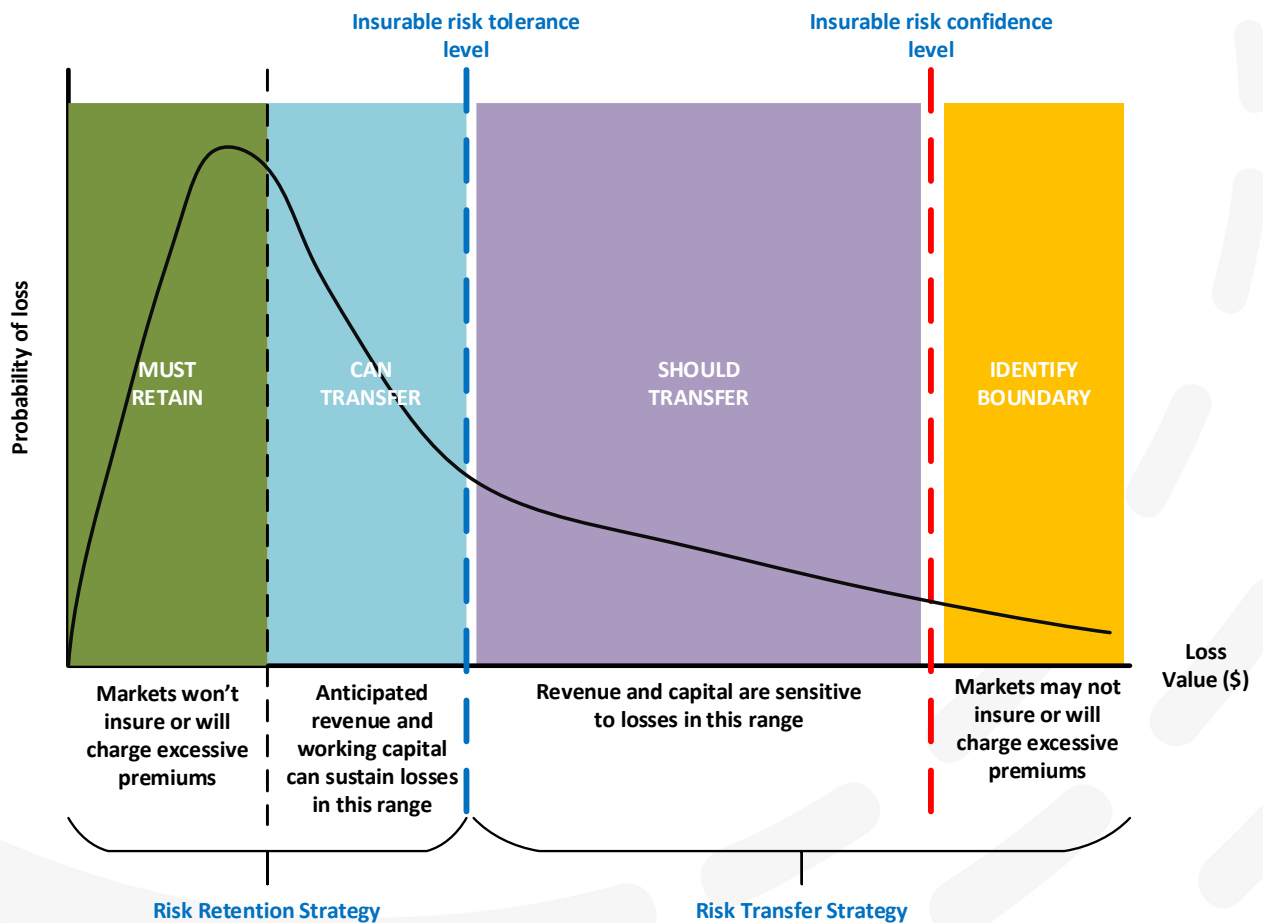 Insurable risk tolerance
level
Insurable risk confidence
level
Probability of loss
MUST
RETAIN
CAN
TRANSFER
SHOULD
TRANSFER
IDENTIFY
BOUNDARY
Loss
Value ($)
Markets won’t
insure or will
charge excessive
premiums
Anticipated
revenue and
working capital
can sustain losses
in this range
Revenue and capital are sensitive
to losses in this range
Markets may not
insure or will
charge excessive
premiums
Risk Retention Strategy
Risk Transfer Strategy